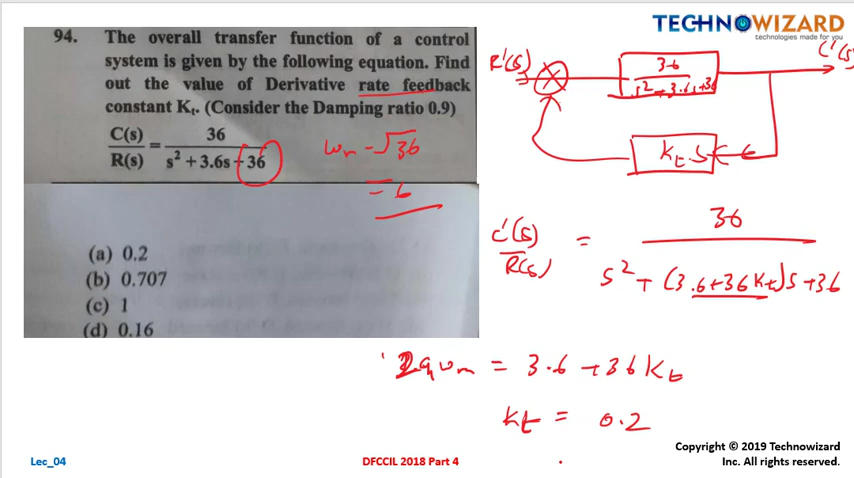 TECHNOWIZARD
technologies made for you
94. The overall transfer function of a control
system is given by the following equation. Find
out the value of Derivative rate feedback
constant Kt. (Consider the Damping ratio 0.9)
C(s)/R(s) = 36/(s² + 3.6s + 36)
ωn = √36
= 6
(a) 0.2
(b) 0.707
(c) 1
(d) 0.16
R'(s)
36/(s² + 3.6s + 36)
C'(s)
Kt.S
C'(s)/R(s) = 36/(s² + (3.6+36Kt)s + 36)
2ζωn = 3.6 + 36Kt
Kt = 0.2
Lec_04
DFCCIL 2018 Part 4
Copyright © 2019 Technowizard
Inc. All rights reserved.